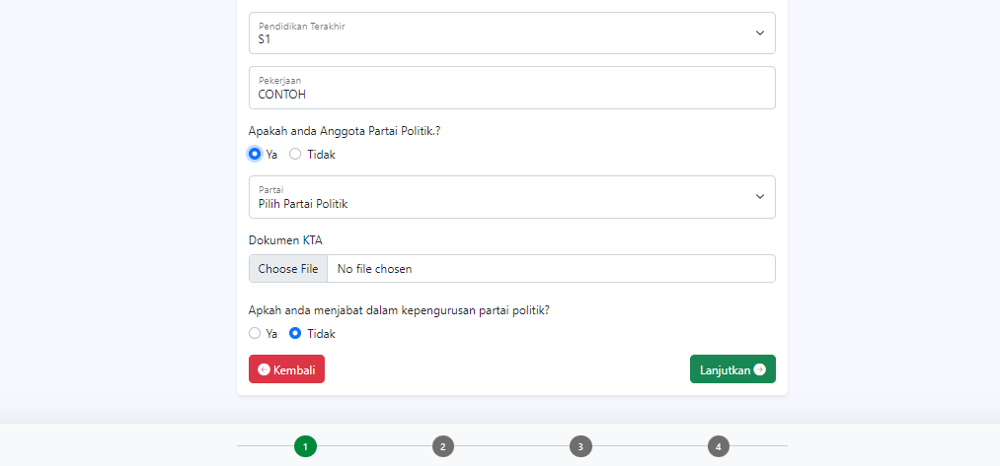 Pendidikan Terakhir
S1
Pekerjaan
CONTOH
Apakah anda Anggota Partai Politik.?
Ya Tidak
Partai
Pilih Partai Politik
Dokumen KTA
Choose File No file chosen
Apkah anda menjabat dalam kepengurusan partai politik?
Ya Tidak
Kembali Lanjutkan
1 2 3 4